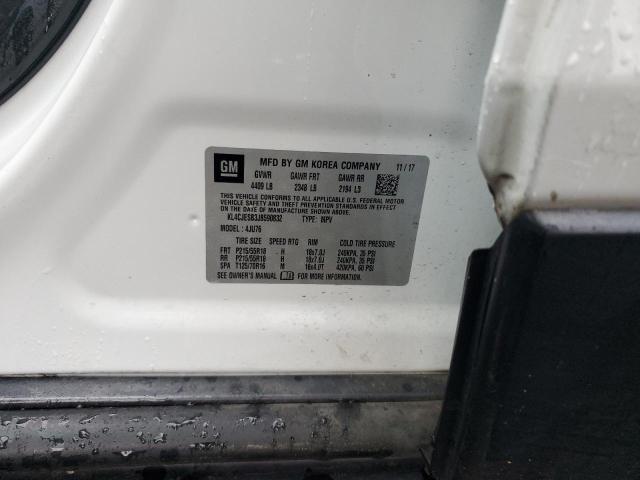 GM
MFD BY GM KOREA COMPANY 11/17
GVWR GAWR FRT GAWR RR
4409 LB 2348 LB 2194 LB
THIS VEHICLE CONFORMS TO ALL APPLICABLE U.S. FEDERAL MOTOR
VEHICLE SAFETY AND THEFT PREVENTION STANDARDS IN EFFECT
ON THE DATE OF MANUFACTURE SHOWN ABOVE.
KL4CJESB3JB590832 TYPE: MPV
MODEL: 4JU76
TIRE SIZE SPEED RTG RIM COLD TIRE PRESSURE
FRT P215/55R18 H 18x7.0J 240KPA, 35 PSI
RR P215/55R18 H 18x7.0J 240KPA, 35 PSI
SPA T125/70R16 M 16x4.0T 420KPA, 60 PSI
SEE OWNER'S MANUAL FOR ADDITIONAL INFORMATION.